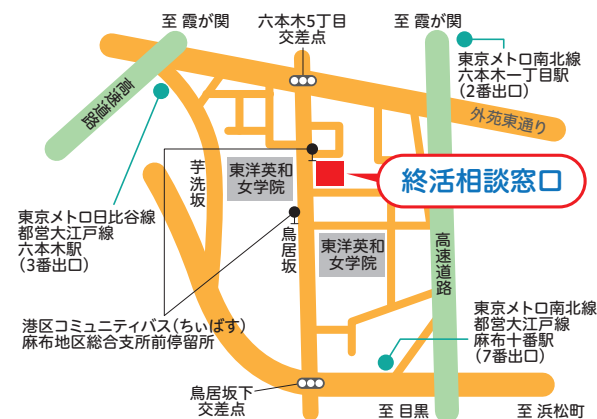 至 霞が関
六本木5丁目
交差点
至 霞が関
東京メトロ南北線
六本木一丁目駅
(2番出口)
高速道路
外苑東通り
芋洗坂
東洋英和
女学院
終活相談窓口
東京メトロ日比谷線
都営大江戸線
六本木駅
(3番出口)
鳥居坂
東洋英和
女学院
高速道路
港区コミュニティバス(ちぃばす)
麻布地区総合支所前停留所
東京メトロ南北線
都営大江戸線
麻布十番駅
(7番出口)
鳥居坂下
交差点
至 目黒
至 浜松町